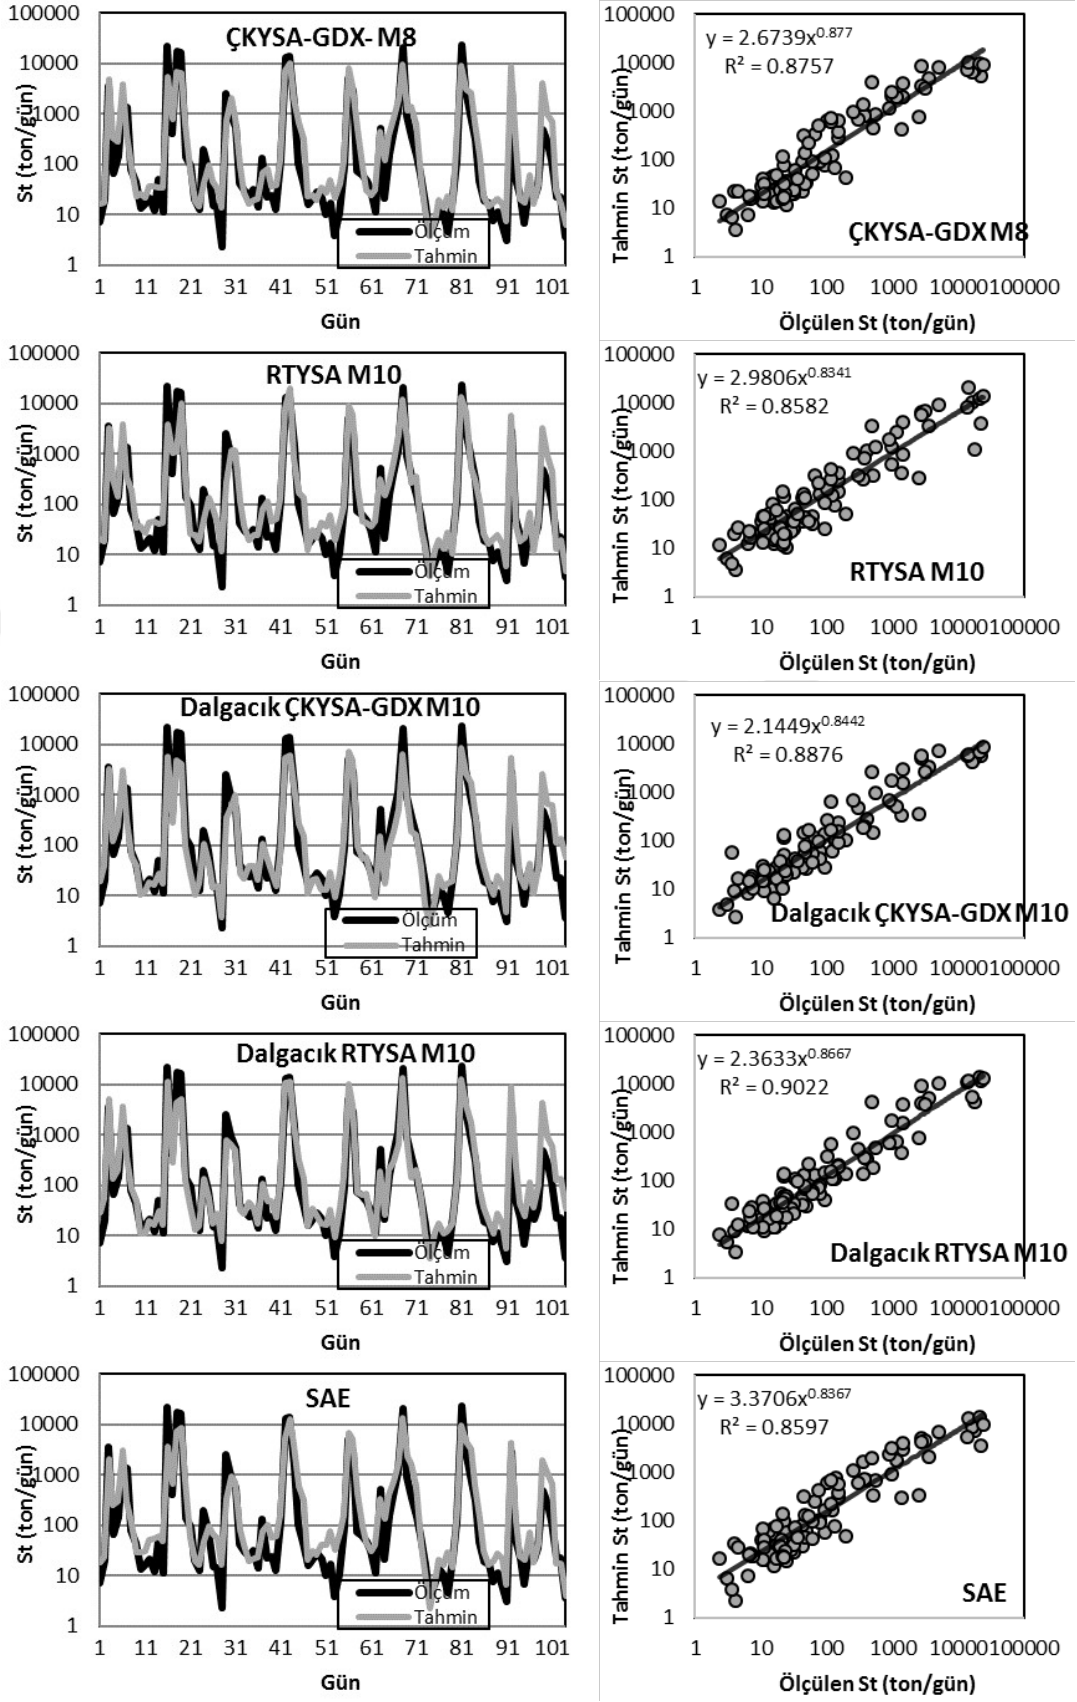 100000
10000
1000
100
10
1
St (ton/gün)
ÇKYSA-GDX- M8
Ölçüm
Tahmin
1 11 21 31 41 51 61 71 81 91 101
Gün
100000
10000
1000
100
10
1
Tahmin St (ton/gün)
y = 2.6739x^0.877
R² = 0.8757
ÇKYSA-GDX M8
1 10 100 1000 10000 100000
Ölçülen St (ton/gün)
100000
10000
1000
100
10
1
St (ton/gün)
RTYSA M10
Ölçüm
Tahmin
1 11 21 31 41 51 61 71 81 91 101
Gün
100000
10000
1000
100
10
1
Tahmin St (ton/gün)
y = 2.9806x^0.8341
R² = 0.8582
RTYSA M10
1 10 100 1000 10000 100000
Ölçülen St (ton/gün)
100000
10000
1000
100
10
1
St (ton/gün)
Dalgacık ÇKYSA-GDX M10
Ölçüm
Tahmin
1 11 21 31 41 51 61 71 81 91 101
Gün
100000
10000
1000
100
10
1
Tahmin St (ton/gün)
y = 2.1449x^0.8442
R² = 0.8876
Dalgacık ÇKYSA-GDX M10
1 10 100 1000 10000 100000
Ölçülen St (ton/gün)
100000
10000
1000
100
10
1
St (ton/gün)
Dalgacık RTYSA M10
Ölçüm
Tahmin
1 11 21 31 41 51 61 71 81 91 101
Gün
100000
10000
1000
100
10
1
Tahmin St (ton/gün)
y = 2.3633x^0.8667
R² = 0.9022
Dalgacık RTYSA M10
1 10 100 1000 10000 100000
Ölçülen St (ton/gün)
100000
10000
1000
100
10
1
St (ton/gün)
SAE
Ölçüm
Tahmin
1 11 21 31 41 51 61 71 81 91 101
Gün
100000
10000
1000
100
10
1
Tahmin St (ton/gün)
y = 3.3706x^0.8367
R² = 0.8597
SAE
1 10 100 1000 10000 100000
Ölçülen St (ton/gün)